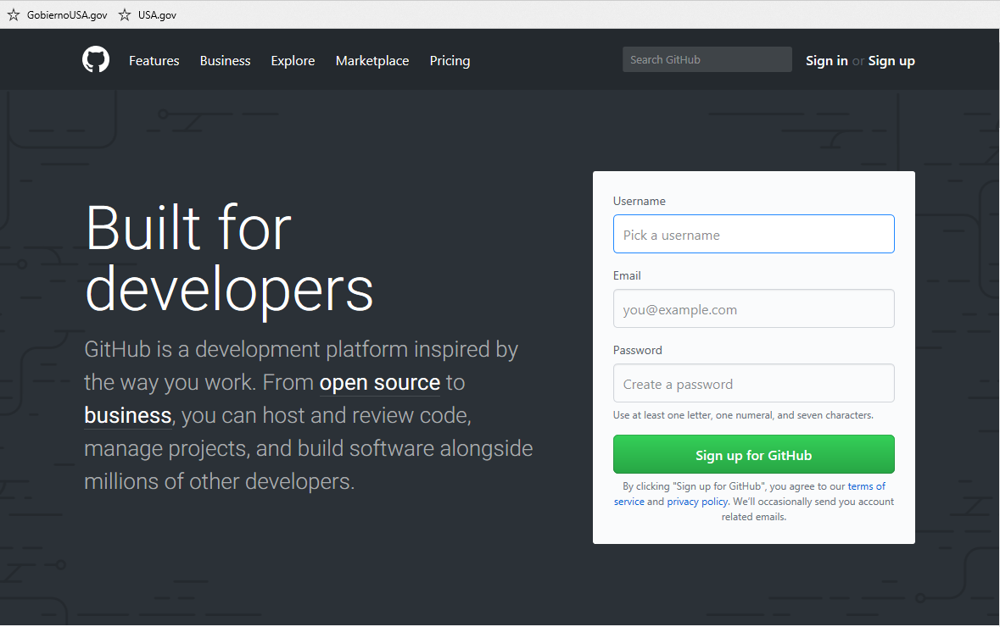 GobiernoUSA.gov USA.gov
Features Business Explore Marketplace Pricing Search GitHub Sign in or Sign up
Built for
developers
GitHub is a development platform inspired by
the way you work. From open source to
business, you can host and review code,
manage projects, and build software alongside
millions of other developers.
Username
Pick a username
Email
you@example.com
Password
Create a password
Use at least one letter, one numeral, and seven characters.
Sign up for GitHub
By clicking "Sign up for GitHub", you agree to our terms of
service and privacy policy. We'll occasionally send you account
related emails.